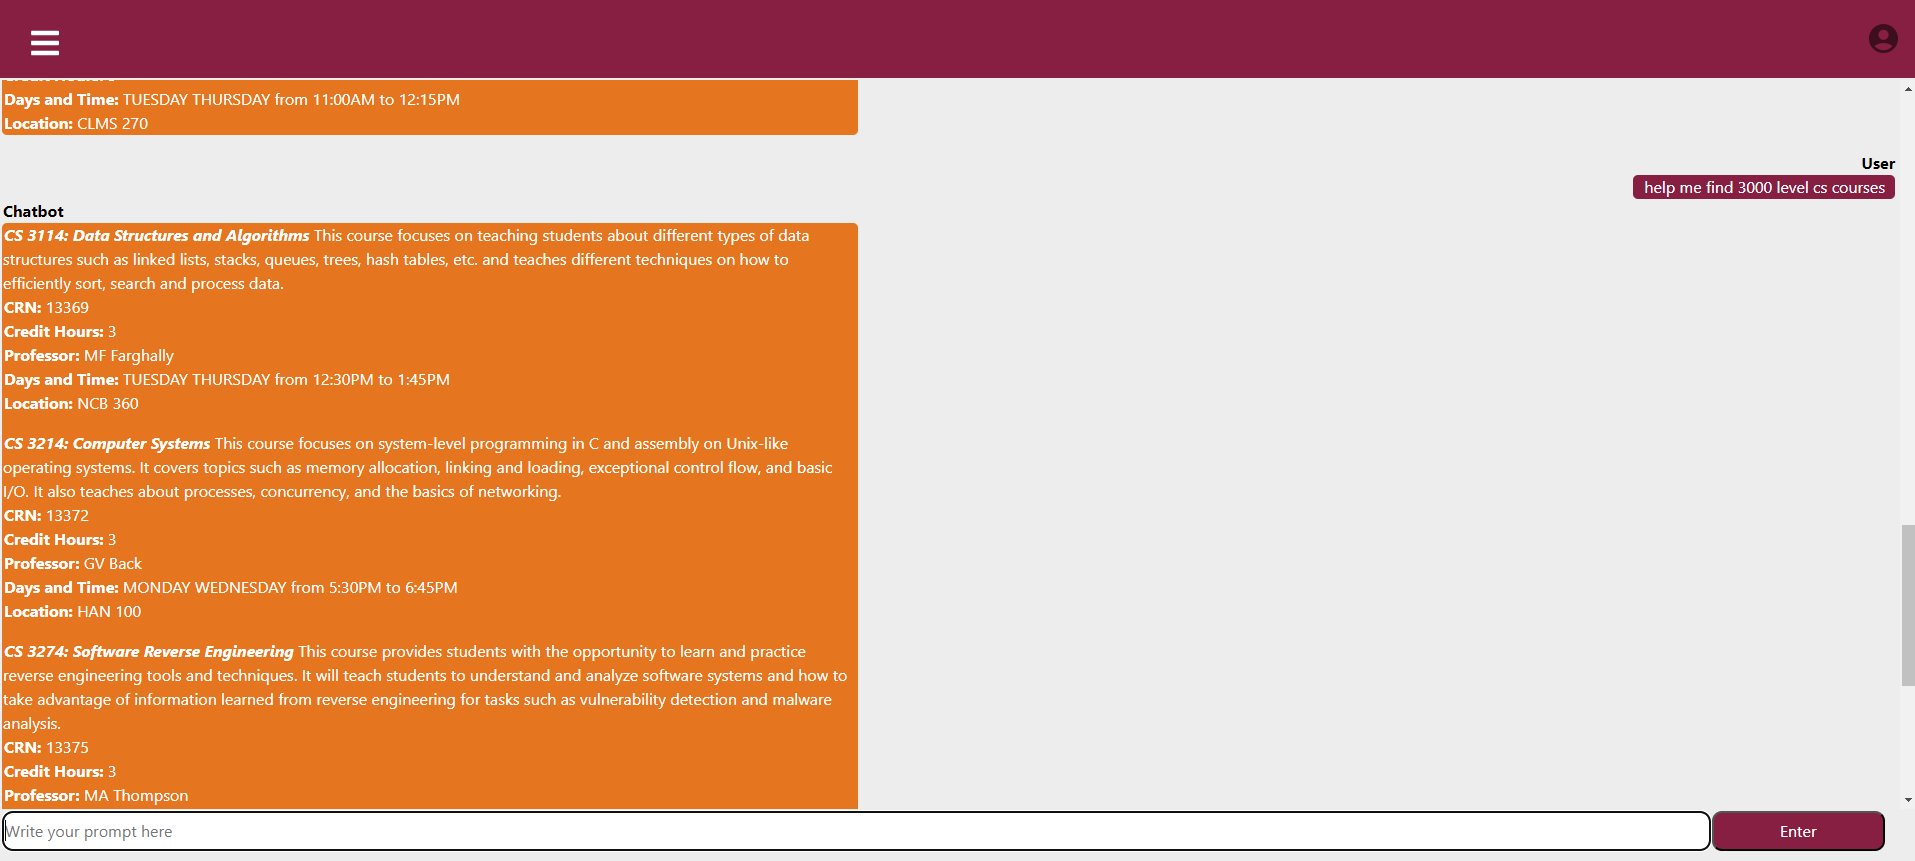 Days and Time: TUESDAY THURSDAY from 11:00AM to 12:15PM
Location: CLMS 270
User
help me find 3000 level cs courses
Chatbot
CS 3114: Data Structures and Algorithms This course focuses on teaching students about different types of data
structures such as linked lists, stacks, queues, trees, hash tables, etc. and teaches different techniques on how to
efficiently sort, search and process data.
CRN: 13369
Credit Hours: 3
Professor: MF Farghally
Days and Time: TUESDAY THURSDAY from 12:30PM to 1:45PM
Location: NCB 360
CS 3214: Computer Systems This course focuses on system-level programming in C and assembly on Unix-like
operating systems. It covers topics such as memory allocation, linking and loading, exceptional control flow, and basic
I/O. It also teaches about processes, concurrency, and the basics of networking.
CRN: 13372
Credit Hours: 3
Professor: GV Back
Days and Time: MONDAY WEDNESDAY from 5:30PM to 6:45PM
Location: HAN 100
CS 3274: Software Reverse Engineering This course provides students with the opportunity to learn and practice
reverse engineering tools and techniques. It will teach students to understand and analyze software systems and how to
take advantage of information learned from reverse engineering for tasks such as vulnerability detection and malware
analysis.
CRN: 13375
Credit Hours: 3
Professor: MA Thompson
Write your prompt here
Enter